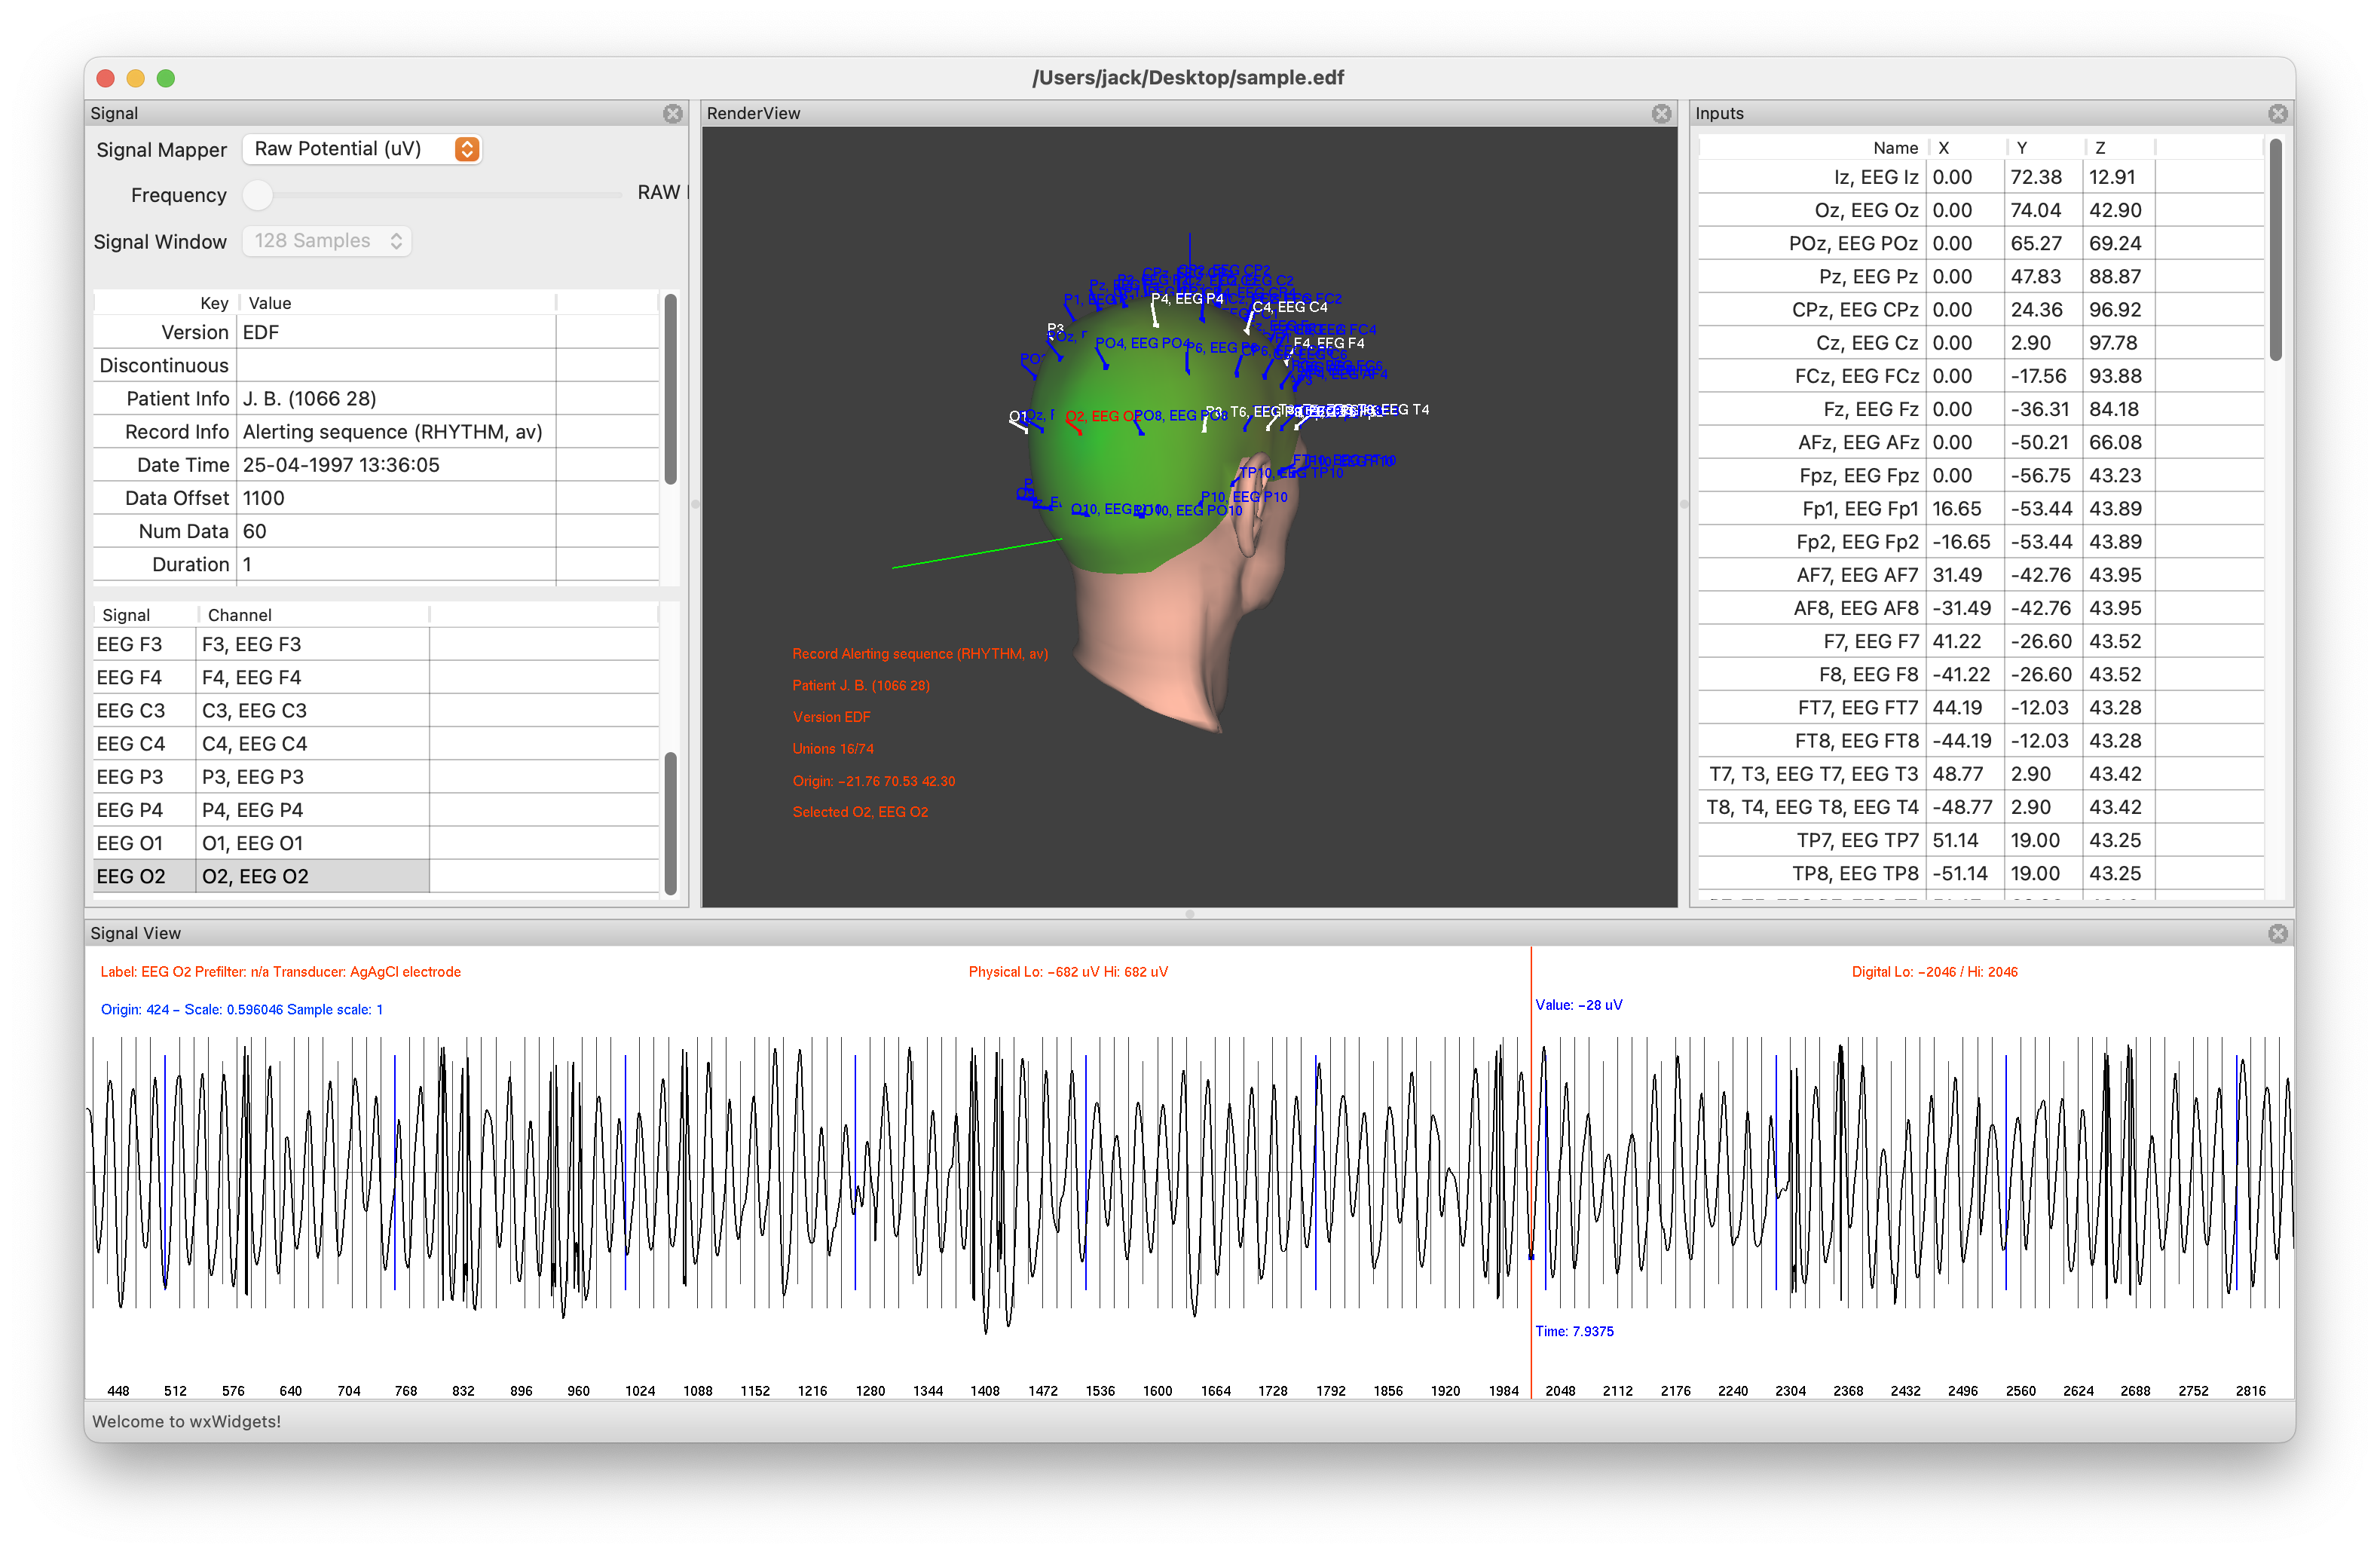 /Users/jack/Desktop/sample.edf
Signal
Signal Mapper Raw Potential (uV)
Frequency RAW
Signal Window 128 Samples
Key Value
Version EDF
Discontinuous
Patient Info J. B. (1066 28)
Record Info Alerting sequence (RHYTHM, av)
Date Time 25-04-1997 13:36:05
Data Offset 1100
Num Data 60
Duration 1
Signal Channel
EEG F3 F3, EEG F3
EEG F4 F4, EEG F4
EEG C3 C3, EEG C3
EEG C4 C4, EEG C4
EEG P3 P3, EEG P3
EEG P4 P4, EEG P4
EEG O1 O1, EEG O1
EEG O2 O2, EEG O2
RenderView
P4, EEG P4
C4, EEG C4
P3
F4, EEG F4
PO4, EEG PO4
O1
O2, EEG O2
PO8, EEG PO8
TP10, EEG TP10
P10, EEG P10
O10, EEG O10
PO10, EEG PO10
Record Alerting sequence (RHYTHM, av)
Patient J. B. (1066 28)
Version EDF
Unions 16/74
Origin: -21.76 70.53 42.30
Selected O2, EEG O2
Inputs
Name X Y Z
Iz, EEG Iz 0.00 72.38 12.91
Oz, EEG Oz 0.00 74.04 42.90
POz, EEG POz 0.00 65.27 69.24
Pz, EEG Pz 0.00 47.83 88.87
CPz, EEG CPz 0.00 24.36 96.92
Cz, EEG Cz 2.90 97.78
FCz, EEG FCz 0.00 -17.56 93.88
Fz, EEG Fz 0.00 -36.31 84.18
AFz, EEG AFz 0.00 -50.21 66.08
Fpz, EEG Fpz 0.00 -56.75 43.23
Fp1, EEG Fp1 16.65 -53.44 43.89
Fp2, EEG Fp2 -16.65 -53.44 43.89
AF7, EEG AF7 31.49 -42.76 43.95
AF8, EEG AF8 -31.49 -42.76 43.95
F7, EEG F7 41.22 -26.60 43.52
F8, EEG F8 -41.22 -26.60 43.52
FT7, EEG FT7 44.19 -12.03 43.28
FT8, EEG FT8 -44.19 -12.03 43.28
T7, T3, EEG T7, EEG T3 48.77 2.90 43.42
T8, T4, EEG T8, EEG T4 -48.77 2.90 43.42
TP7, EEG TP7 51.14 19.00 43.25
TP8, EEG TP8 -51.14 19.00 43.25
Signal View
Label: EEG O2 Prefilter: n/a Transducer: AgAgCl electrode
Physical Lo: -682 uV Hi: 682 uV
Digital Lo: -2046 / Hi: 2046
Origin: 424 - Scale: 0.596046 Sample scale: 1
Value: -28 uV
Time: 7.9375
448 512 576 640 704 768 832 896 960 1024 1088 1152 1216 1280 1344 1408 1472 1536 1600 1664 1728 1792 1856 1920 1984 2048 2112 2176 2240 2304 2368 2432 2496 2560 2624 2688 2752 2816
Welcome to wxWidgets!